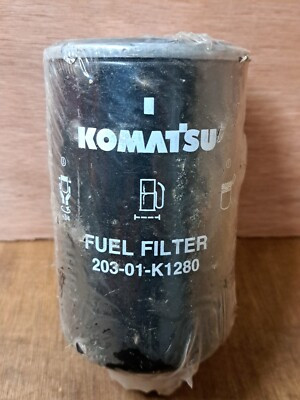 KOMATSU
FUEL FILTER
203-01-K1280